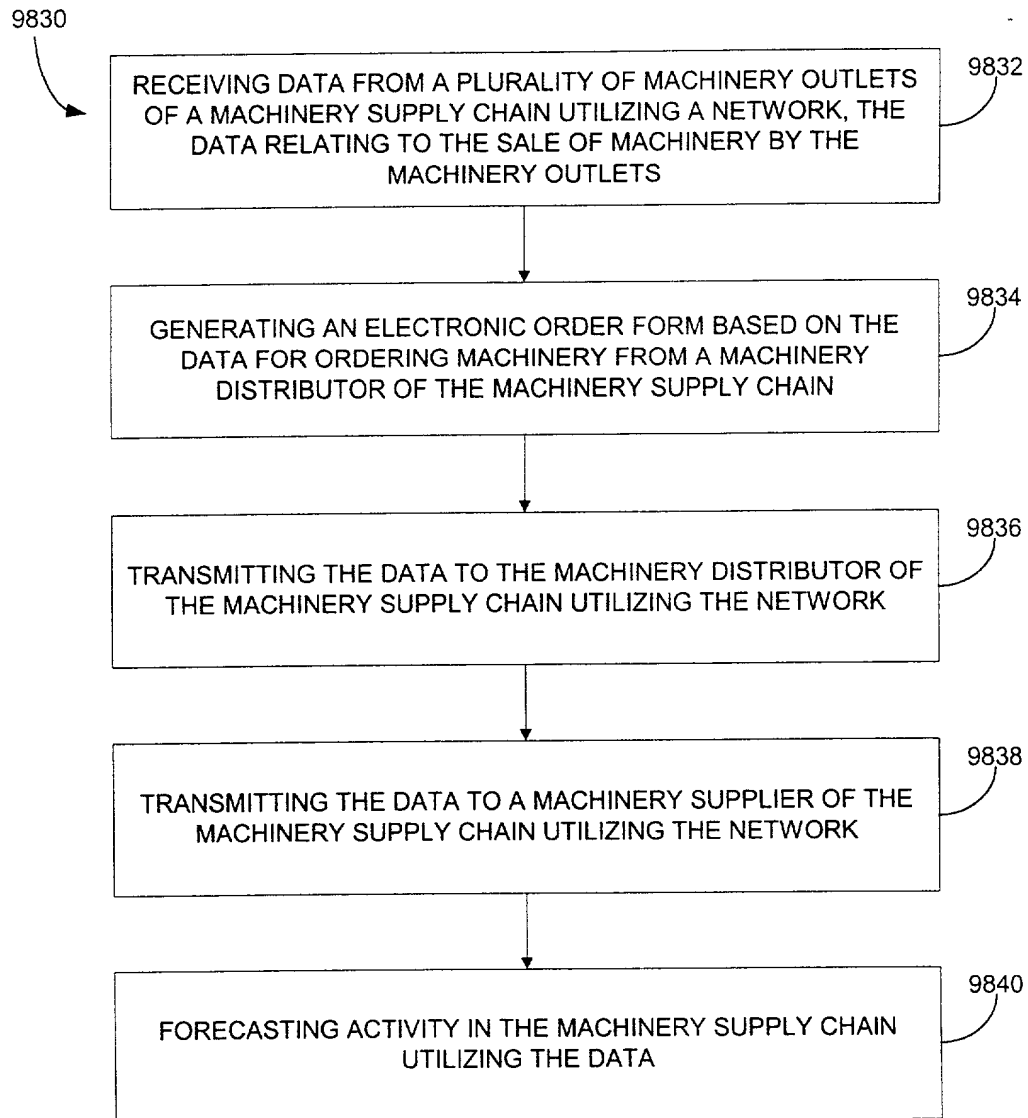 9830
RECEIVING DATA FROM A PLURALITY OF MACHINERY OUTLETS
OF A MACHINERY SUPPLY CHAIN UTILIZING A NETWORK, THE
DATA RELATING TO THE SALE OF MACHINERY BY THE
MACHINERY OUTLETS
9832
GENERATING AN ELECTRONIC ORDER FORM BASED ON THE
DATA FOR ORDERING MACHINERY FROM A MACHINERY
DISTRIBUTOR OF THE MACHINERY SUPPLY CHAIN
9834
TRANSMITTING THE DATA TO THE MACHINERY DISTRIBUTOR OF
THE MACHINERY SUPPLY CHAIN UTILIZING THE NETWORK
9836
TRANSMITTING THE DATA TO A MACHINERY SUPPLIER OF THE
MACHINERY SUPPLY CHAIN UTILIZING THE NETWORK
9838
FORECASTING ACTIVITY IN THE MACHINERY SUPPLY CHAIN
UTILIZING THE DATA
9840